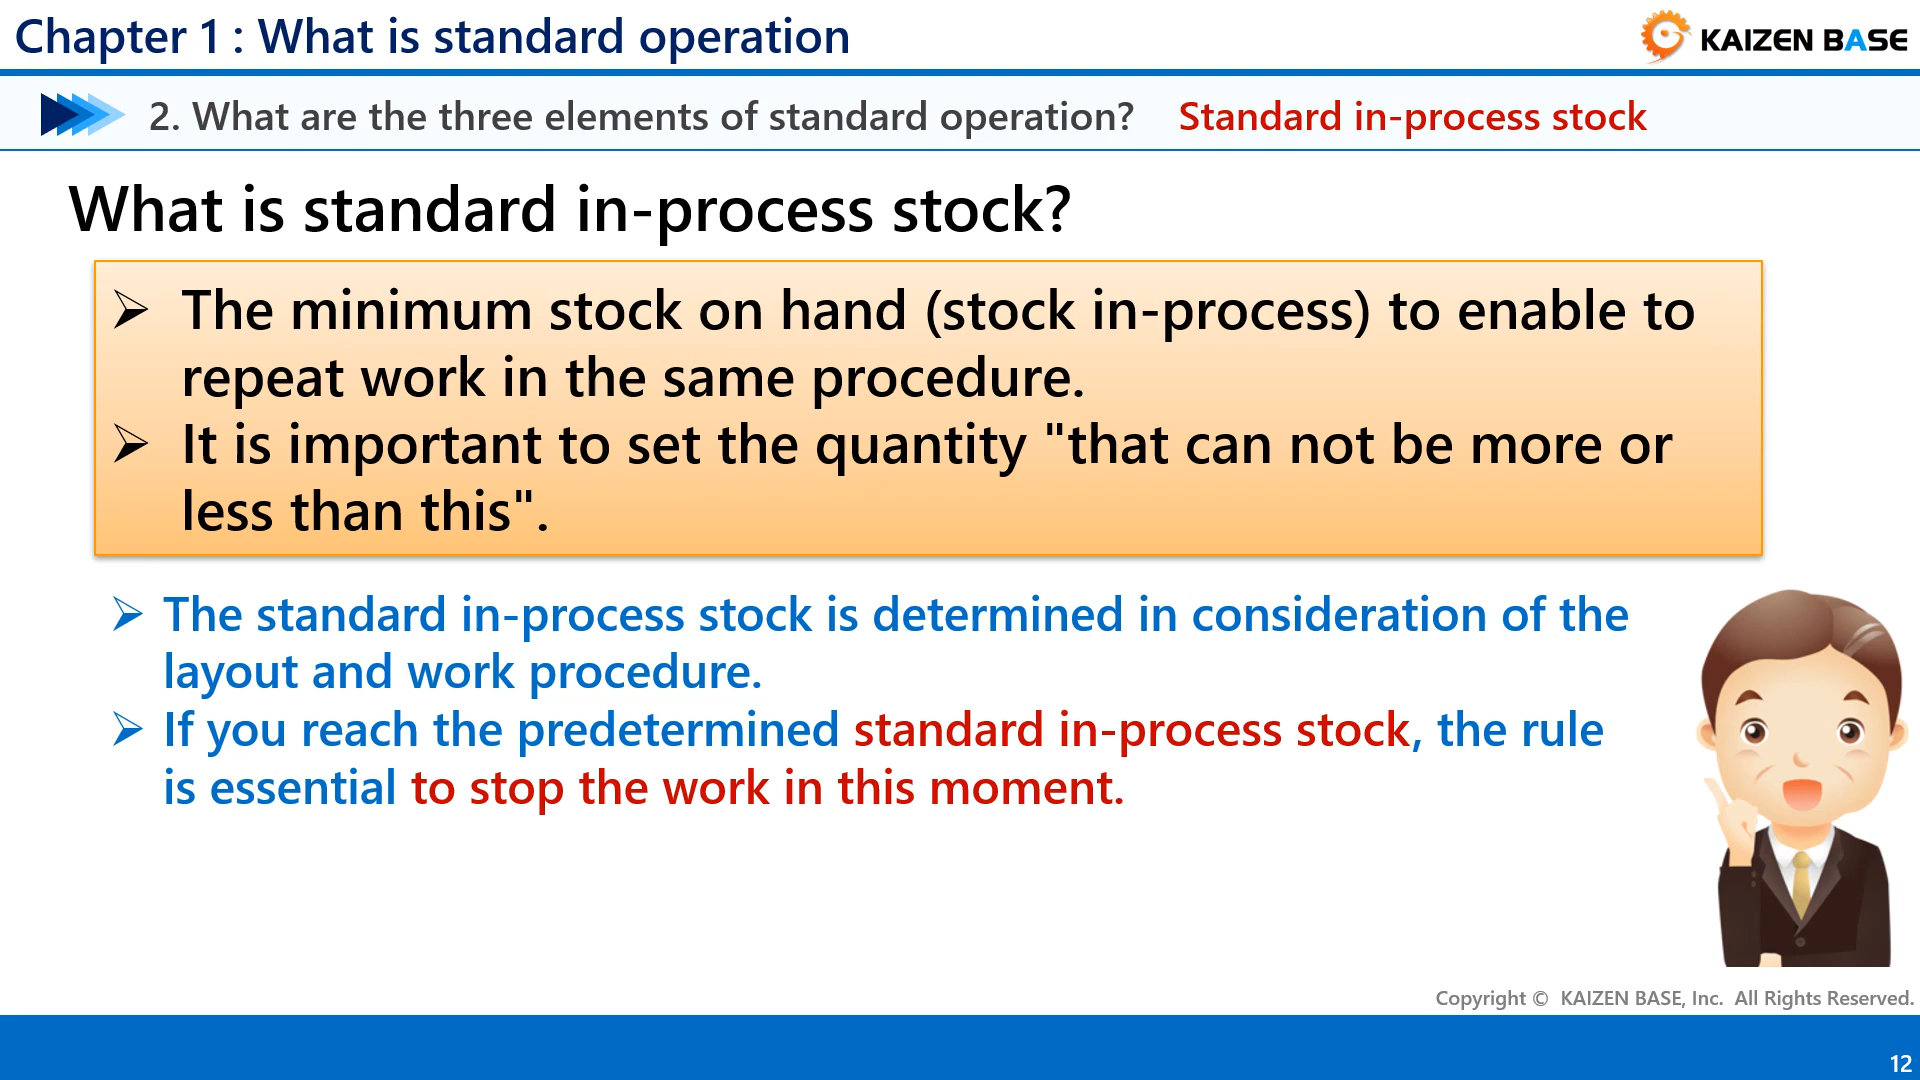 Chapter 1 : What is standard operation
KAIZEN BASE
2. What are the three elements of standard operation? Standard in-process stock
What is standard in-process stock?
➢ The minimum stock on hand (stock in-process) to enable to
repeat work in the same procedure.
➢ It is important to set the quantity "that can not be more or
less than this".
➢ The standard in-process stock is determined in consideration of the
layout and work procedure.
➢ If you reach the predetermined standard in-process stock, the rule
is essential to stop the work in this moment.
Copyright © KAIZEN BASE, Inc. All Rights Reserved.
12